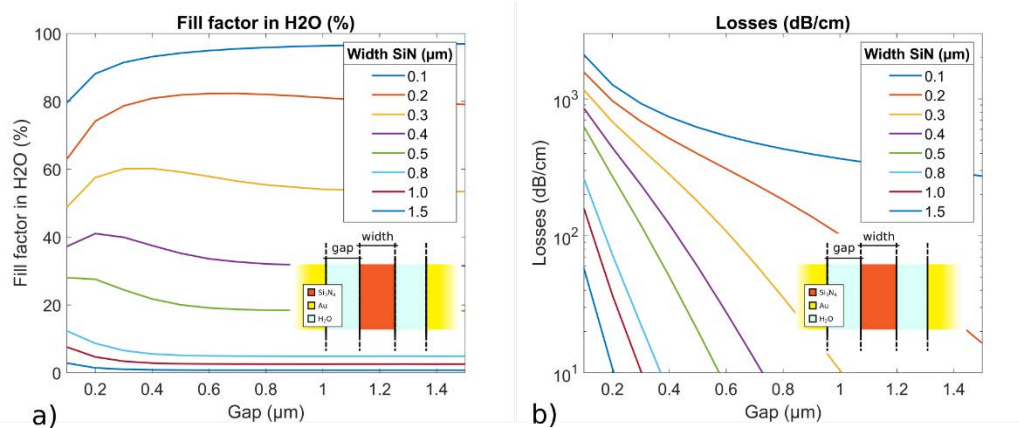 Fill factor in H2O (%)
Fill factor in H2O (%)
100
80
60
40
20
0
Width SiN (µm)
0.1
0.2
0.3
0.4
0.5
0.8
1.0
1.5
width
gap
Si₃N₄
Au
H₂O
0.2
0.4
0.6
0.8
1
1.2
1.4
Gap (µm)
a)
Losses (dB/cm)
Losses (dB/cm)
10³
10²
10¹
Width SiN (µm)
0.1
0.2
0.3
0.4
0.5
0.8
1.0
1.5
width
gap
Si₃N₄
Au
H₂O
0.2
0.4
0.6
0.8
1
1.2
1.4
Gap (µm)
b)